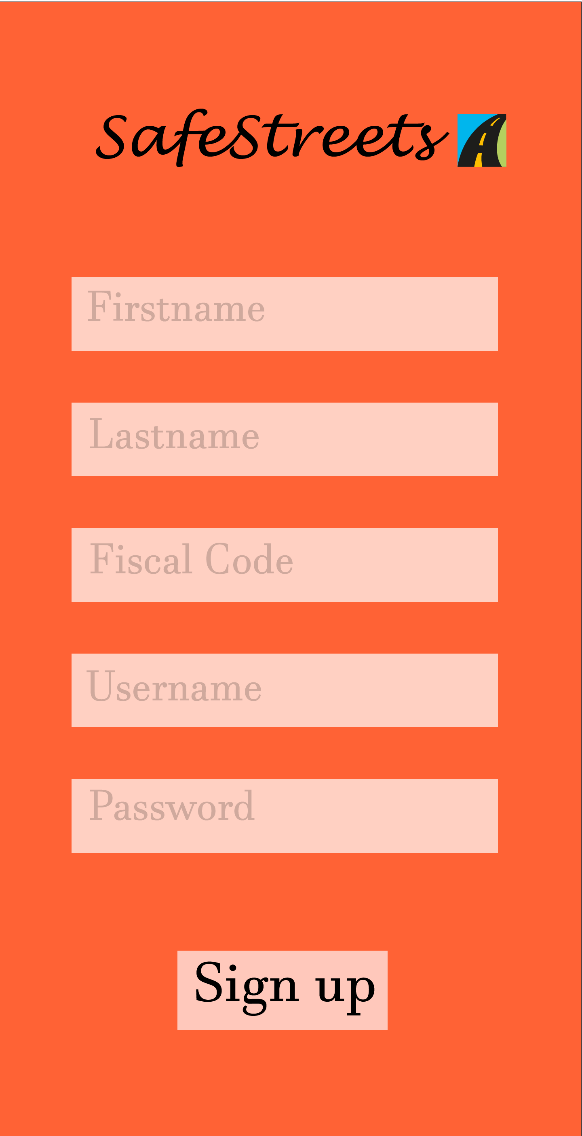 SafeStreets
Firstname
Lastname
Fiscal Code
Username
Password
Sign up